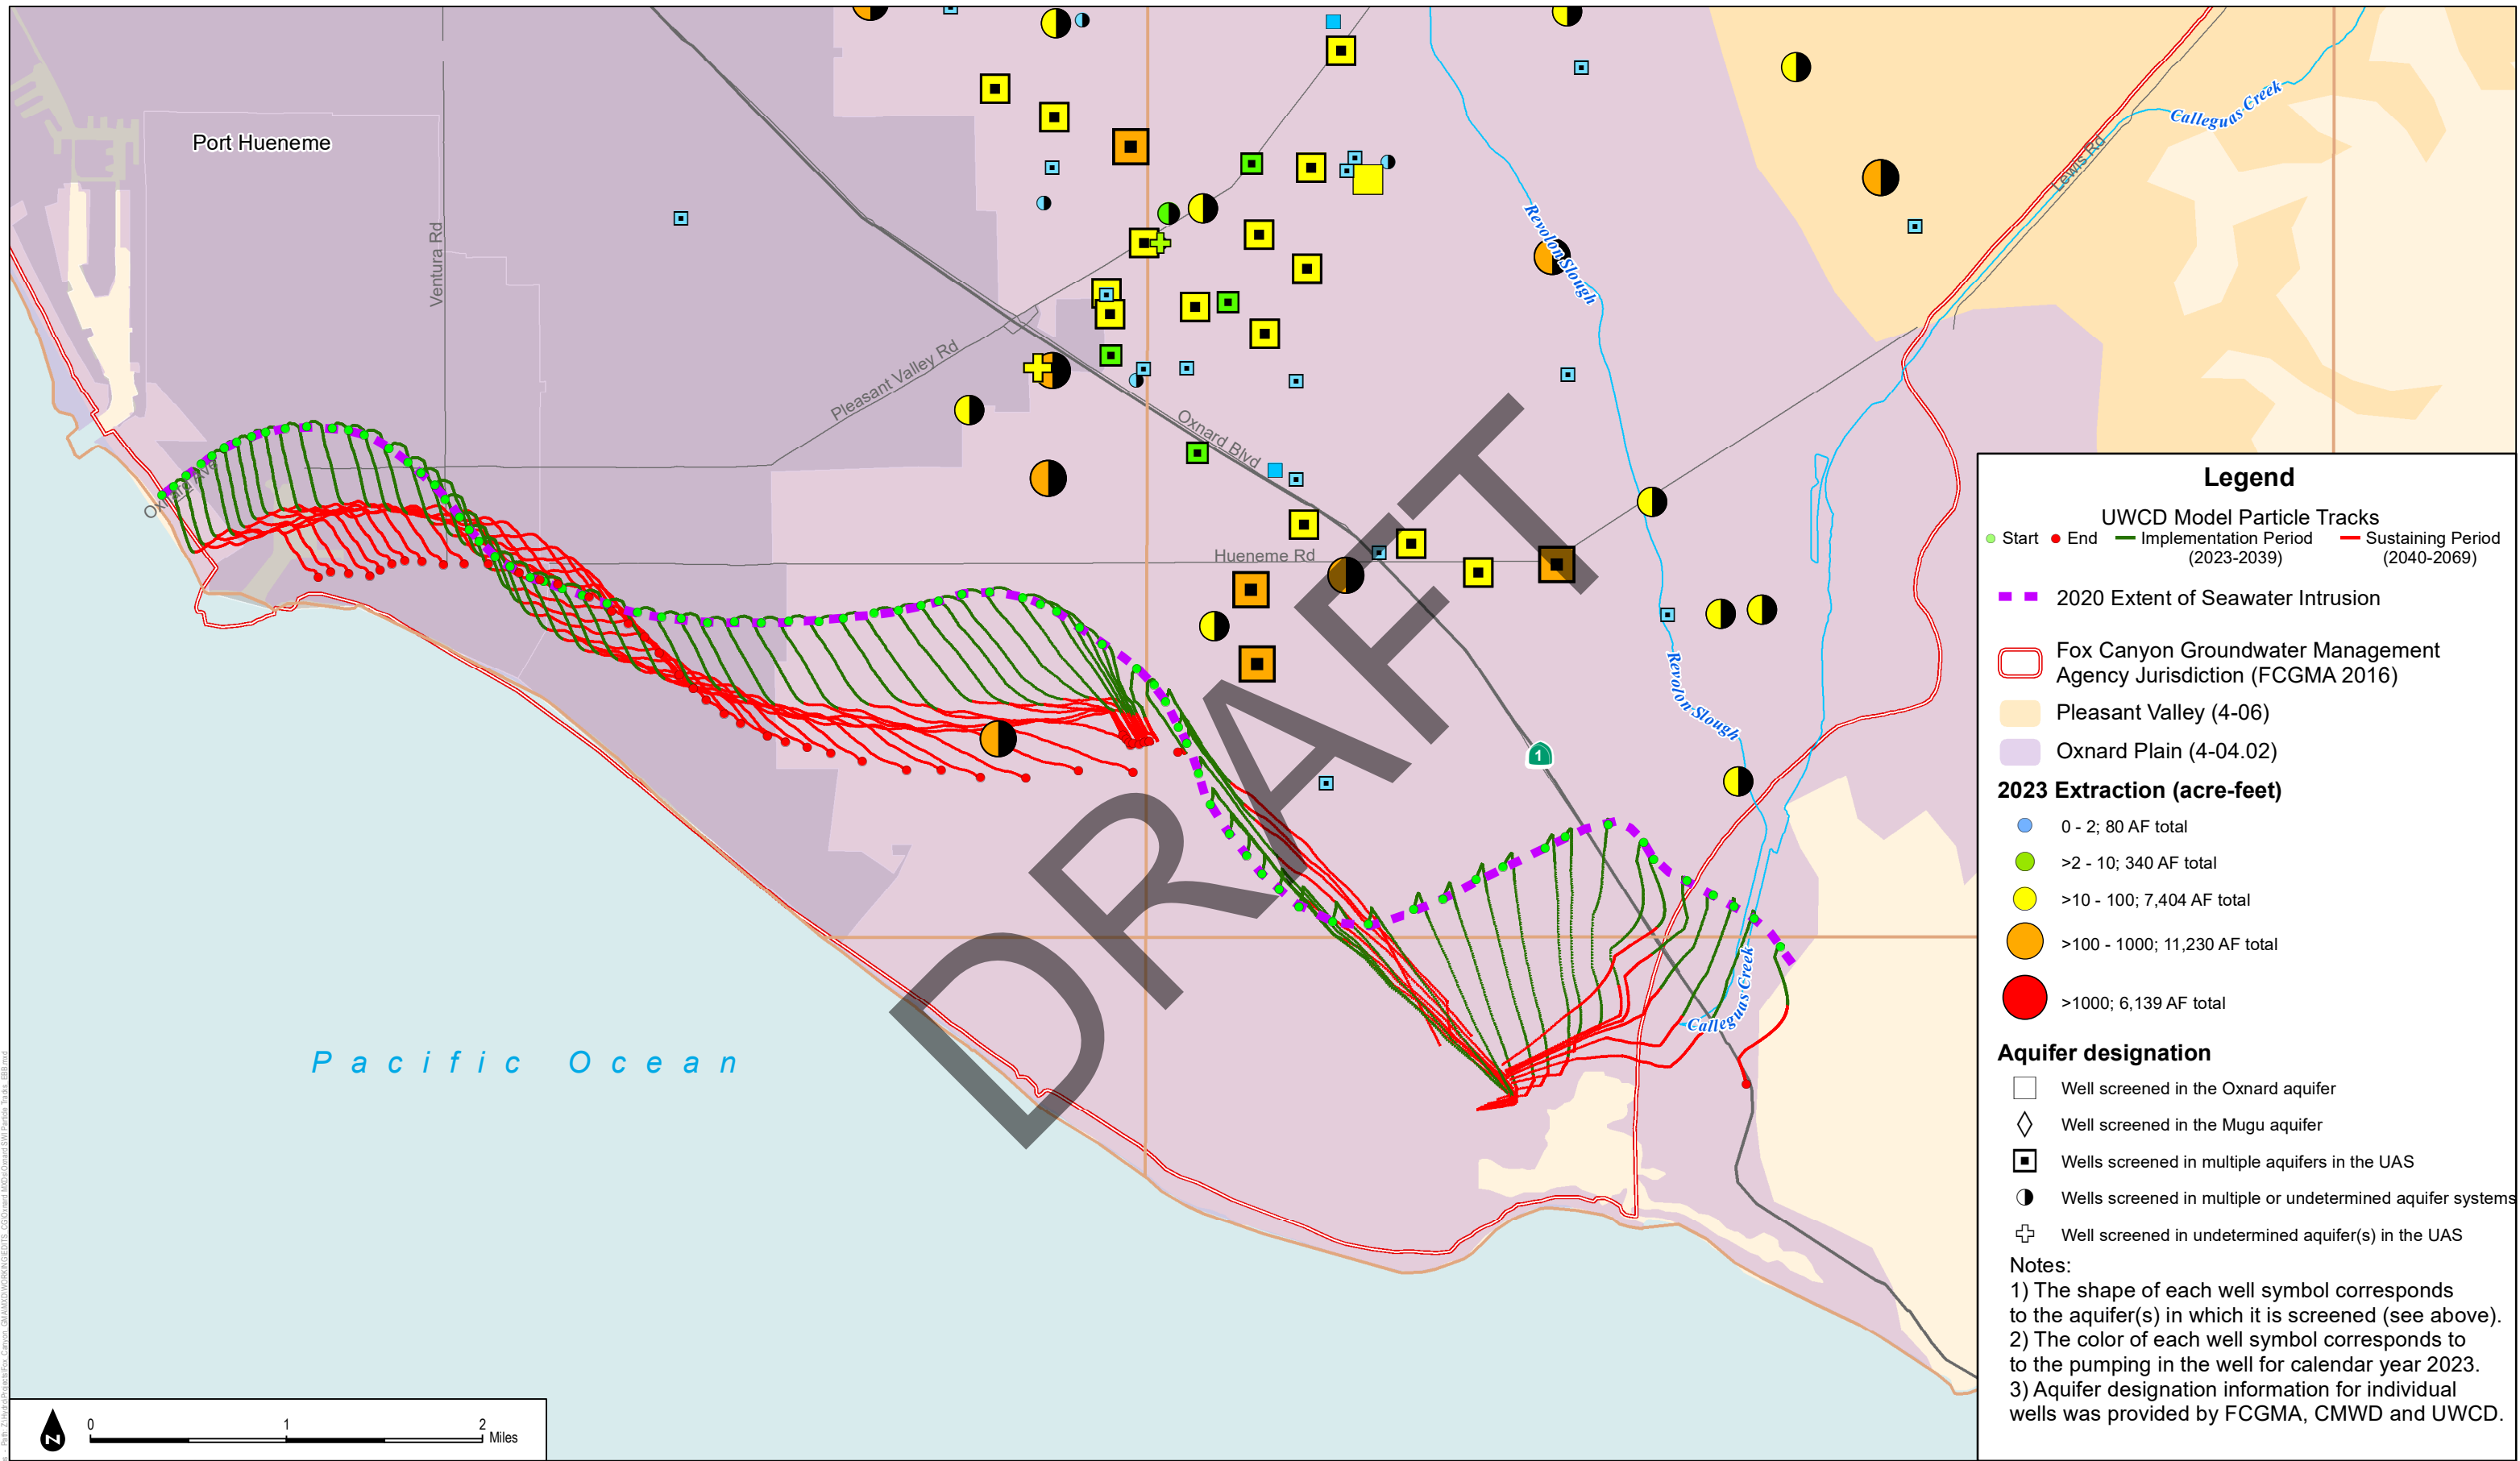 Port Hueneme
Ventura Rd
Pleasant Valley Rd
Oxnard Blvd
Hueneme Rd
Revolon Slough
Revolon Slough
Calleguas Creek
Lewis Rd
Calleguas Creek
1
Pacific Ocean
DRAFT
N
0 1 2
Miles
Legend
UWCD Model Particle Tracks
Start End Implementation Period Sustaining Period
(2023-2039) (2040-2069)
2020 Extent of Seawater Intrusion
Fox Canyon Groundwater Management
Agency Jurisdiction (FCGMA 2016)
Pleasant Valley (4-06)
Oxnard Plain (4-04.02)
2023 Extraction (acre-feet)
0 - 2; 80 AF total
>2 - 10; 340 AF total
>10 - 100; 7,404 AF total
>100 - 1000; 11,230 AF total
>1000; 6,139 AF total
Aquifer designation
Well screened in the Oxnard aquifer
Well screened in the Mugu aquifer
Wells screened in multiple aquifers in the UAS
Wells screened in multiple or undetermined aquifer systems
Well screened in undetermined aquifer(s) in the UAS
Notes:
1) The shape of each well symbol corresponds
to the aquifer(s) in which it is screened (see above).
2) The color of each well symbol corresponds to
to the pumping in the well for calendar year 2023.
3) Aquifer designation information for individual
wells was provided by FCGMA, CMWD and UWCD.